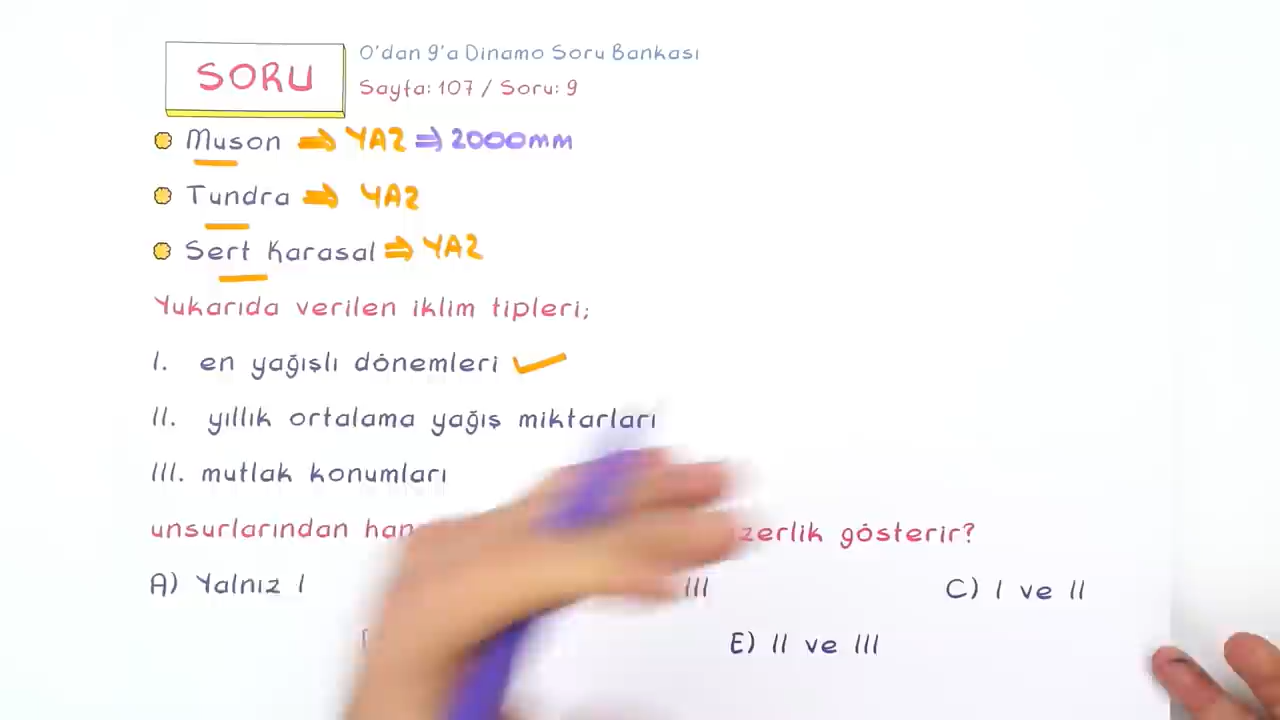 SORU
0'dan 9'a Dinamo Soru Bankası
Sayfa: 107 / Soru: 9
Muson ⇒ YAZ ⇒ 2000mm
Tundra ⇒ YAZ
Sert Karasal ⇒ YAZ
Yukarıda verilen iklim tipleri;
I. en yağışlı dönemleri
II. yıllık ortalama yağış miktarları
III. mutlak konumları
unsurlarından gösterir?
A) Yalnız I III C) I ve II
E) II ve III